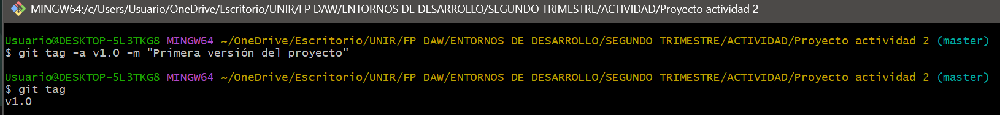 MINGW64:/c/Users/Usuario/OneDrive/Escritorio/UNIR/FP DAW/ENTORNOS DE DESARROLLO/SEGUNDO TRIMESTRE/ACTIVIDAD/Proyecto actividad 2
Usuario@DESKTOP-5L3TKG8 MINGW64 ~/OneDrive/Escritorio/UNIR/FP DAW/ENTORNOS DE DESARROLLO/SEGUNDO TRIMESTRE/ACTIVIDAD/Proyecto actividad 2 (master)
$ git tag -a v1.0 -m "Primera versión del proyecto"
Usuario@DESKTOP-5L3TKG8 MINGW64 ~/OneDrive/Escritorio/UNIR/FP DAW/ENTORNOS DE DESARROLLO/SEGUNDO TRIMESTRE/ACTIVIDAD/Proyecto actividad 2 (master)
$ git tag
v1.0